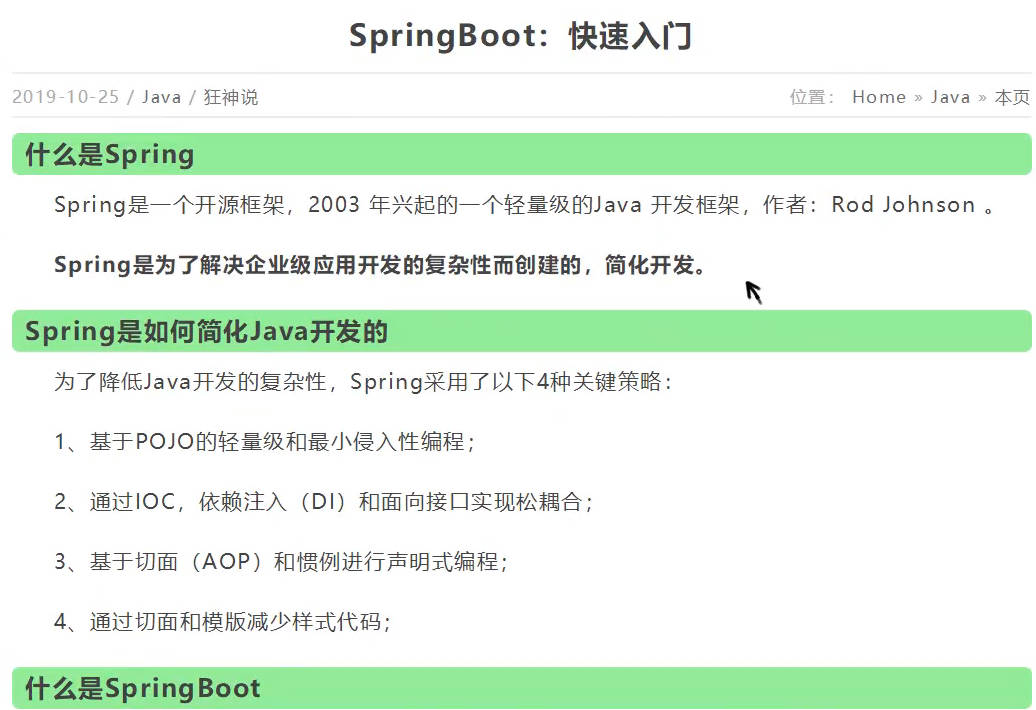 SpringBoot：快速入门
2019-10-25 / Java / 狂神说 位置： Home » Java » 本页
什么是Spring
Spring是一个开源框架，2003 年兴起的一个轻量级的Java 开发框架，作者：Rod Johnson 。
Spring是为了解决企业级应用开发的复杂性而创建的，简化开发。
Spring是如何简化Java开发的
为了降低Java开发的复杂性，Spring采用了以下4种关键策略：
1、基于POJO的轻量级和最小侵入性编程；
2、通过IOC，依赖注入（DI）和面向接口实现松耦合；
3、基于切面（AOP）和惯例进行声明式编程；
4、通过切面和模版减少样式代码；
什么是SpringBoot